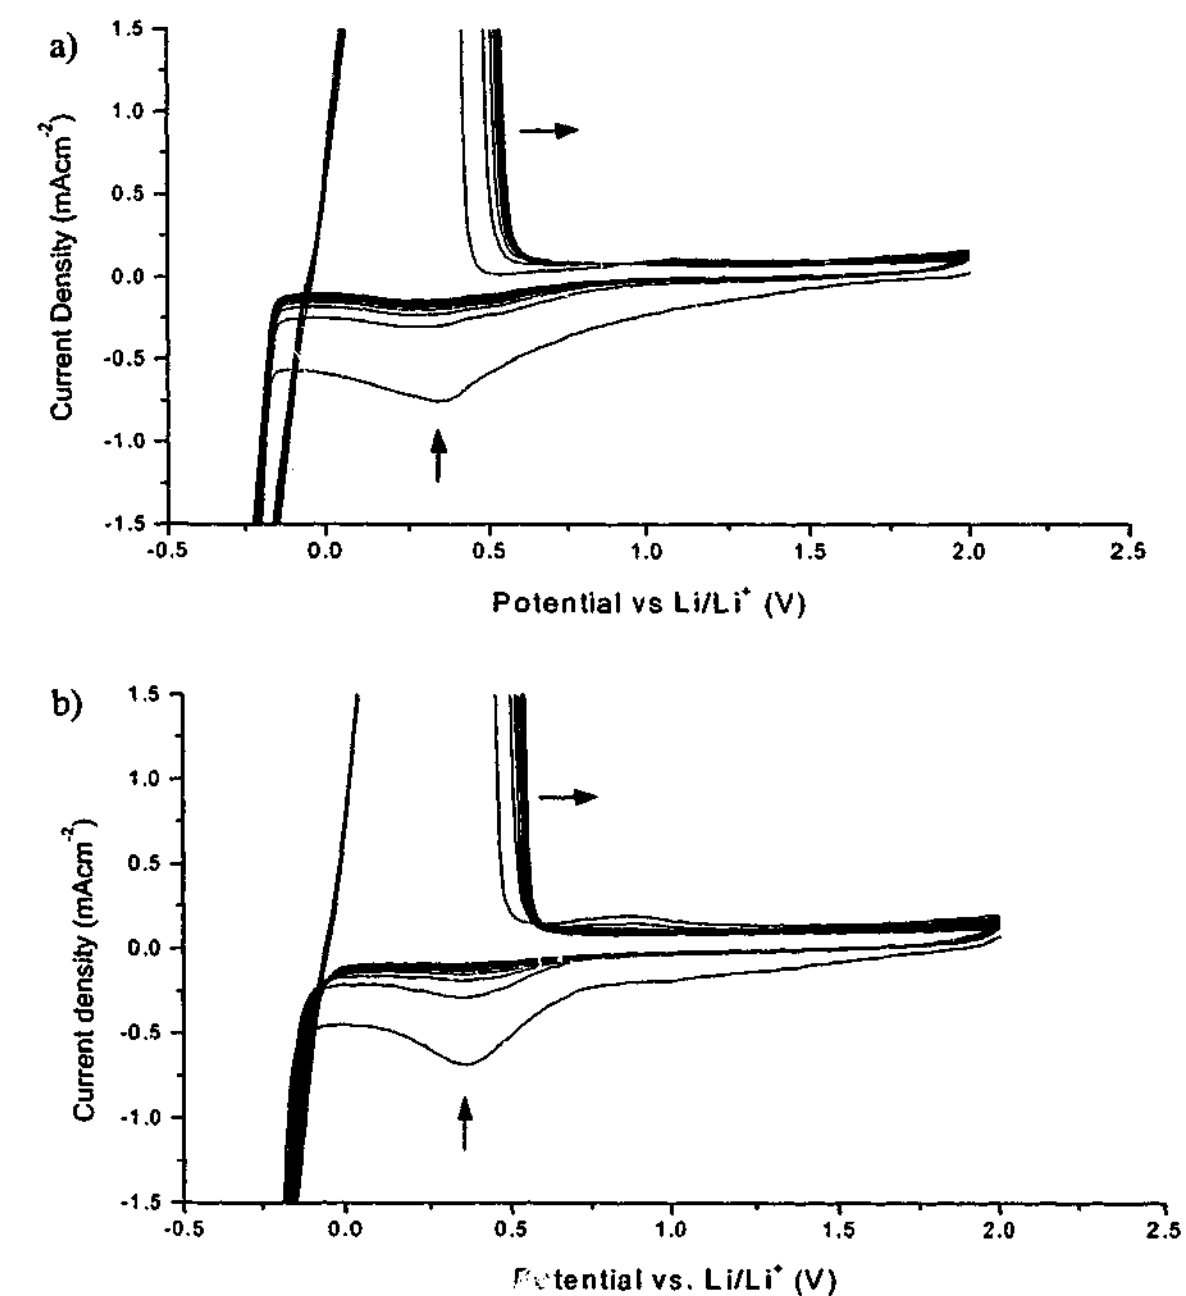 a)
1.5
1.0
0.5
0.0
-0.5
-1.0
-1.5
Current Density (mAcm⁻²)
-0.5 0.0 0.5 1.0 1.5 2.0 2.5
Potential vs Li/Li⁺ (V)
b)
1.5
1.0
0.5
0.0
-0.5
-1.0
-1.5
Current density (mAcm⁻²)
-0.5 0.0 0.5 1.0 1.5 2.0 2.5
Potential vs. Li/Li⁺ (V)